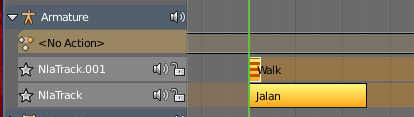 Armature
<No Action>
NlaTrack.001
Walk
NlaTrack
Jalan